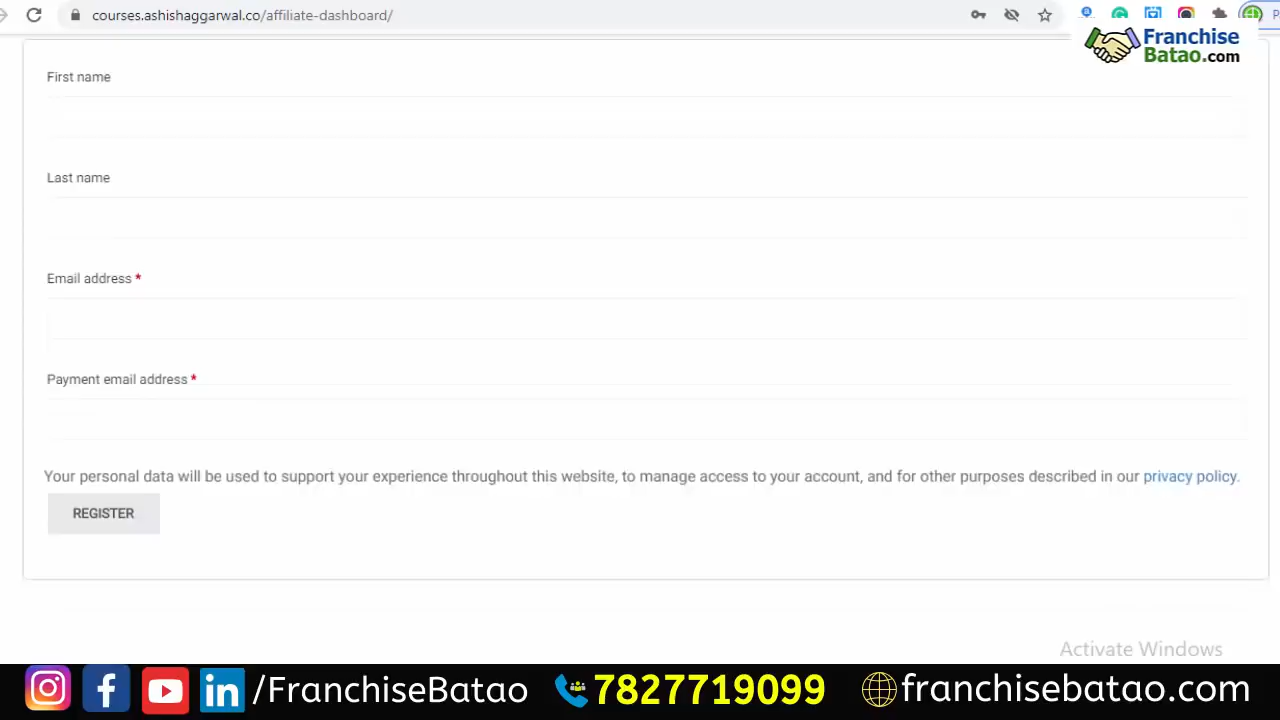 courses.ashishaggarwal.co/affiliate-dashboard/
Franchise
Batao.com
First name
Last name
Email address *
Payment email address *
Your personal data will be used to support your experience throughout this website, to manage access to your account, and for other purposes described in our privacy policy.
REGISTER
Activate Windows
/FranchiseBatao 7827719099 franchisebatao.com